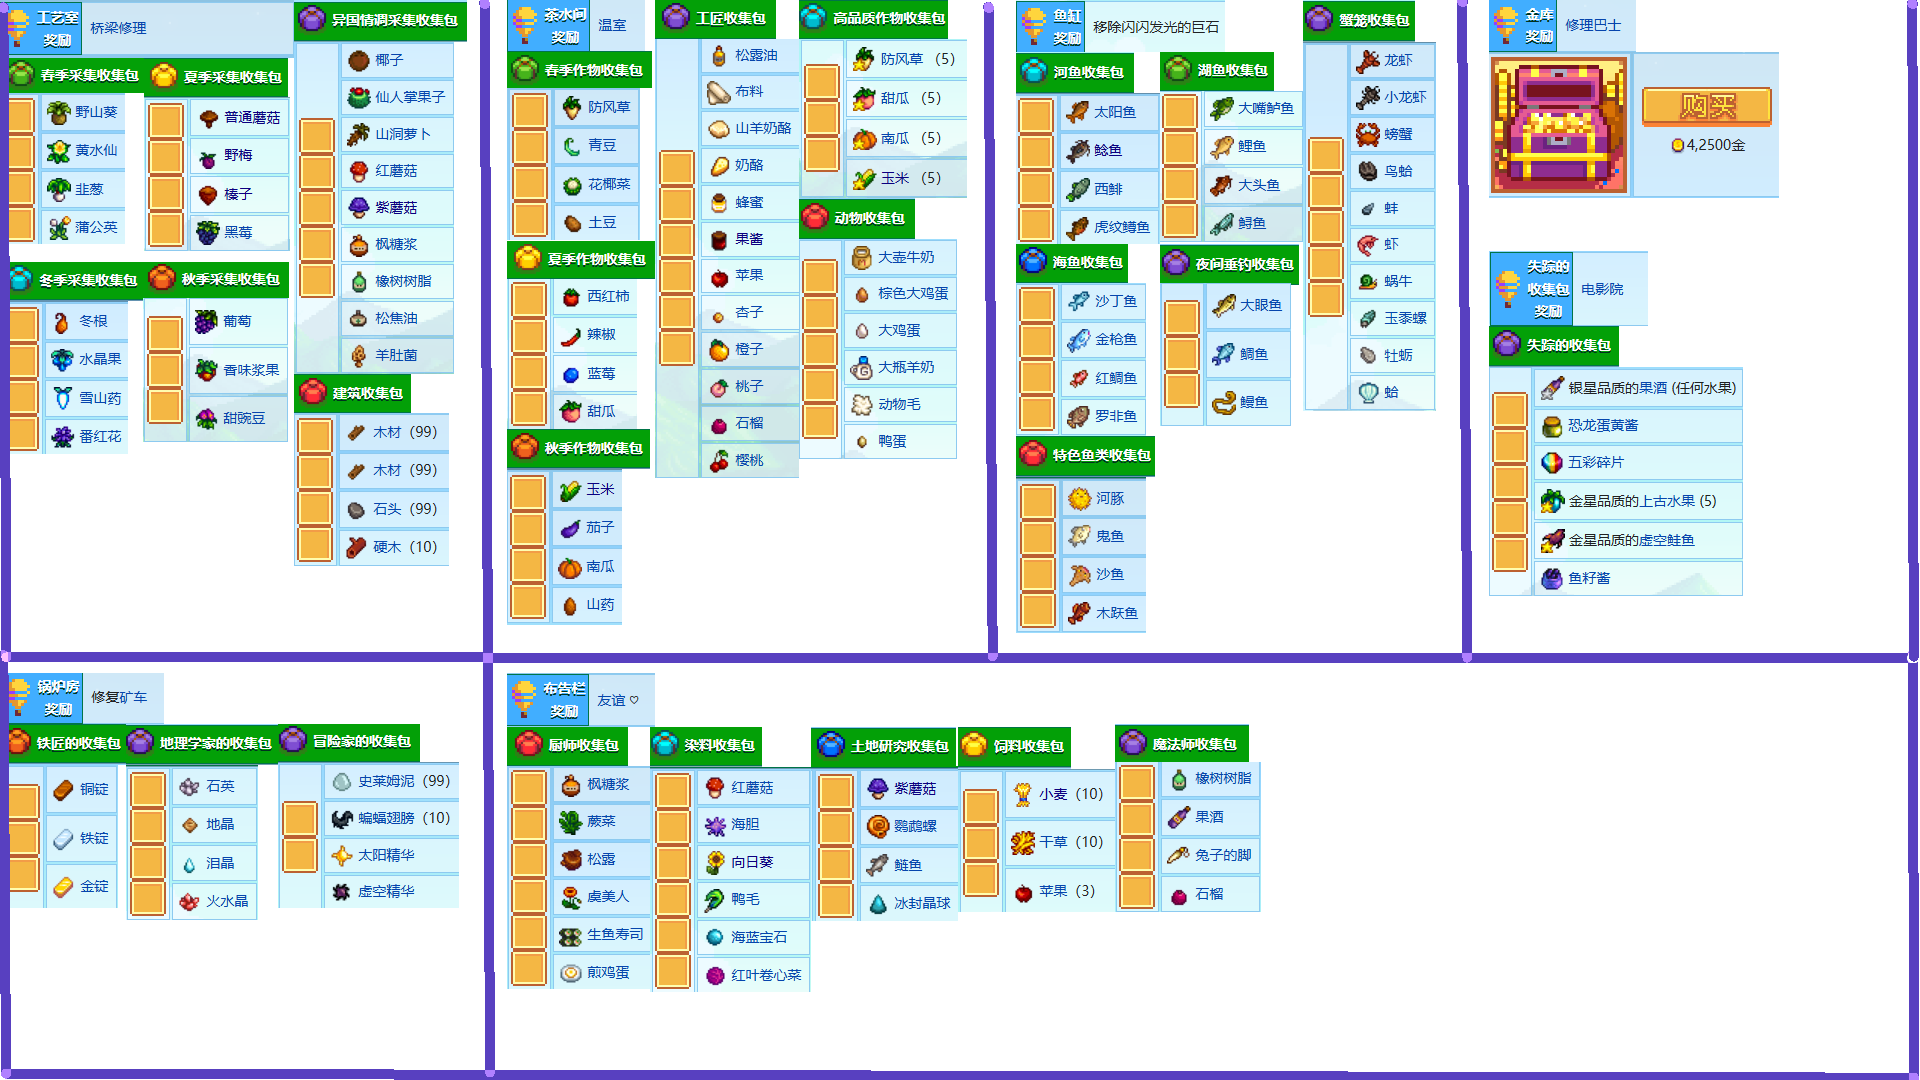 工艺室
奖励
桥梁修理
春季采集收集包
野山葵
黄水仙
韭葱
蒲公英
夏季采集收集包
普通蘑菇
野梅
榛子
黑莓
冬季采集收集包
冬根
水晶果
雪山药
番红花
秋季采集收集包
葡萄
香味浆果
甜豌豆
异国情调采集收集包
椰子
仙人掌果子
山洞萝卜
红蘑菇
紫蘑菇
枫糖浆
橡树树脂
松焦油
羊肚菌
建筑收集包
木材 (99)
木材 (99)
石头 (99)
硬木 (10)
茶水间
奖励
温室
春季作物收集包
防风草
青豆
花椰菜
土豆
夏季作物收集包
西红柿
辣椒
蓝莓
甜瓜
秋季作物收集包
玉米
茄子
南瓜
山药
工匠收集包
松露油
布料
山羊奶酪
奶酪
蜂蜜
果酱
苹果
杏子
橙子
桃子
石榴
樱桃
高品质作物收集包
防风草 (5)
甜瓜 (5)
南瓜 (5)
玉米 (5)
动物收集包
大壶牛奶
棕色大鸡蛋
大鸡蛋
大瓶羊奶
动物毛
鸭蛋
鱼缸
奖励
移除闪闪发光的巨石
河鱼收集包
太阳鱼
鲶鱼
西鲱
虎纹鳟鱼
湖鱼收集包
大嘴鲈鱼
鲤鱼
大头鱼
鲟鱼
海鱼收集包
沙丁鱼
金枪鱼
红鲷鱼
罗非鱼
夜间垂钓收集包
大眼鱼
鲷鱼
鳗鱼
特色鱼类收集包
河豚
鬼鱼
沙鱼
木跃鱼
蟹笼收集包
龙虾
小龙虾
螃蟹
鸟蛤
蚌
虾
蜗牛
玉黍螺
牡蛎
蛤
金库
奖励
修理巴士
购买
4,2500金
失踪的
收集包
奖励
电影院
失踪的收集包
银星品质的果酒 (任何水果)
恐龙蛋黄酱
五彩碎片
金星品质的上古水果 (5)
金星品质的虚空鲑鱼
鱼籽酱
锅炉房
奖励
修复矿车
铁匠的收集包
铜锭
铁锭
金锭
地理学家的收集包
石英
地晶
泪晶
火水晶
冒险家的收集包
史莱姆泥 (99)
蝙蝠翅膀 (10)
太阳精华
虚空精华
布告栏
奖励
友谊 ♡
厨师收集包
枫糖浆
蕨菜
松露
虞美人
生鱼寿司
煎鸡蛋
染料收集包
红蘑菇
海胆
向日葵
鸭毛
海蓝宝石
红叶卷心菜
土地研究收集包
紫蘑菇
鹦鹉螺
鲢鱼
冰封晶球
饲料收集包
小麦 (10)
干草 (10)
苹果 (3)
魔法师收集包
橡树树脂
果酒
兔子的脚
石榴